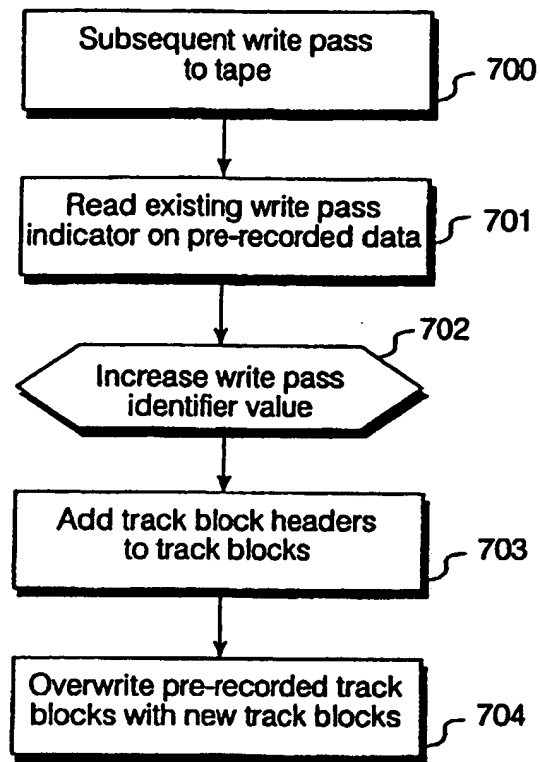 Subsequent write pass
to tape
700
Read existing write pass
indicator on pre-recorded data
701
702
Increase write pass
identifier value
Add track block headers
to track blocks
703
Overwrite pre-recorded track
blocks with new track blocks
704